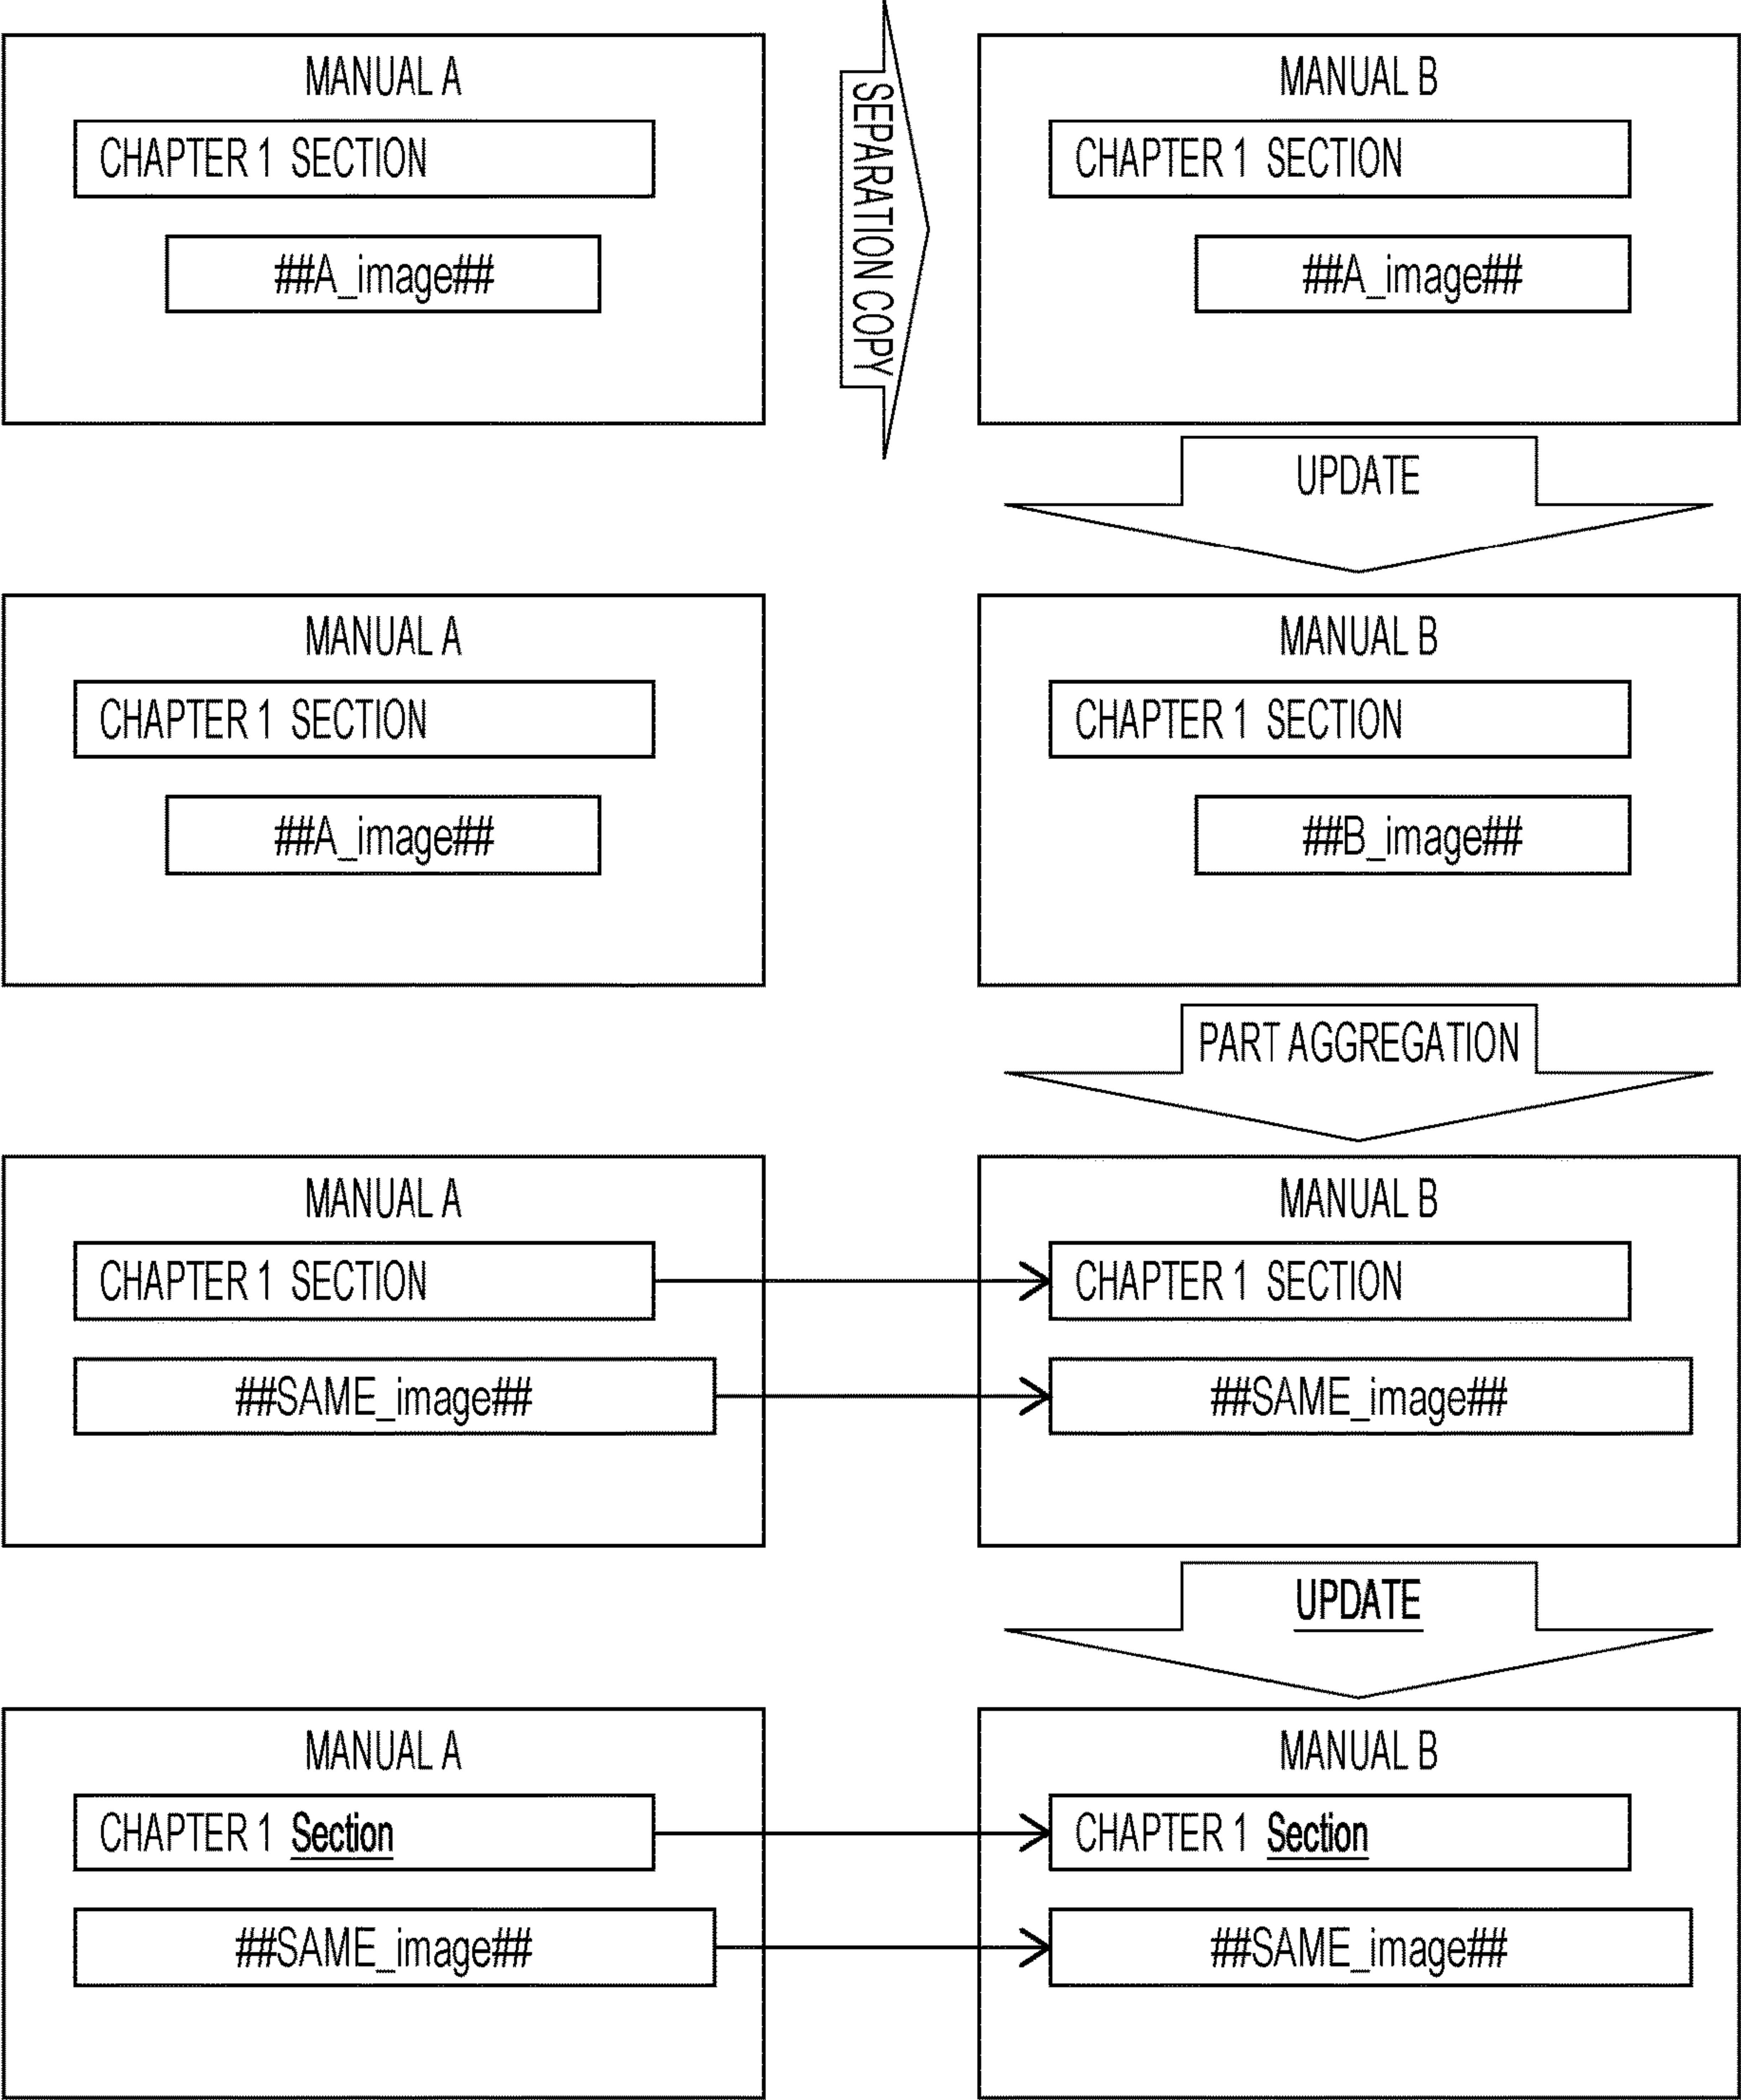 MANUAL A
CHAPTER 1 SECTION
##A_image##
SEPARATION COPY
MANUAL B
CHAPTER 1 SECTION
##A_image##
UPDATE
MANUAL A
CHAPTER 1 SECTION
##A_image##
MANUAL B
CHAPTER 1 SECTION
##B_image##
PART AGGREGATION
MANUAL A
CHAPTER 1 SECTION
##SAME_image##
MANUAL B
CHAPTER 1 SECTION
##SAME_image##
UPDATE
MANUAL A
CHAPTER 1 Section
##SAME_image##
MANUAL B
CHAPTER 1 Section
##SAME_image##